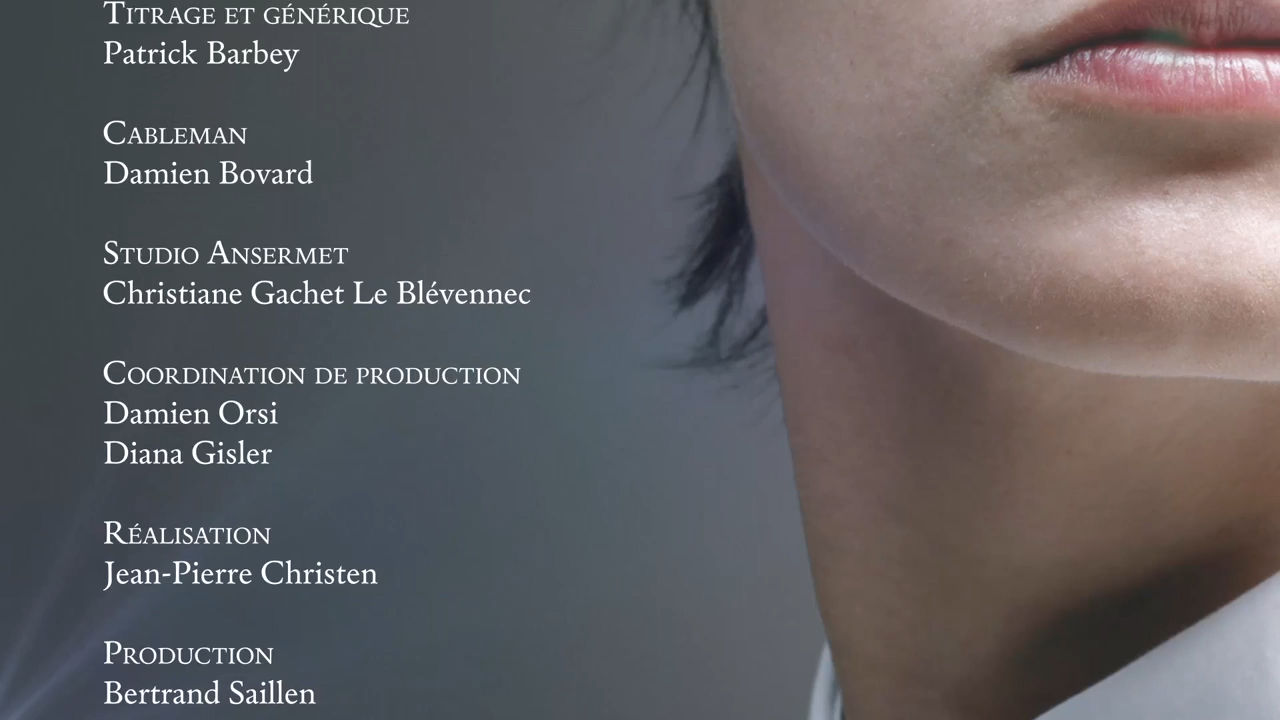 Titrage et générique
Patrick Barbey
Cableman
Damien Bovard
Studio Ansermet
Christiane Gachet Le Blévennec
Coordination de production
Damien Orsi
Diana Gisler
Réalisation
Jean-Pierre Christen
Production
Bertrand Saillen